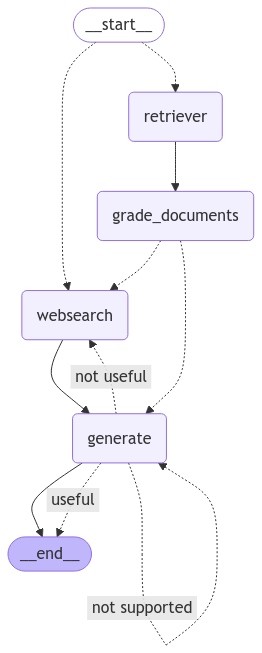 __start__
retriever
grade_documents
websearch
not useful
generate
useful
__end__
not supported